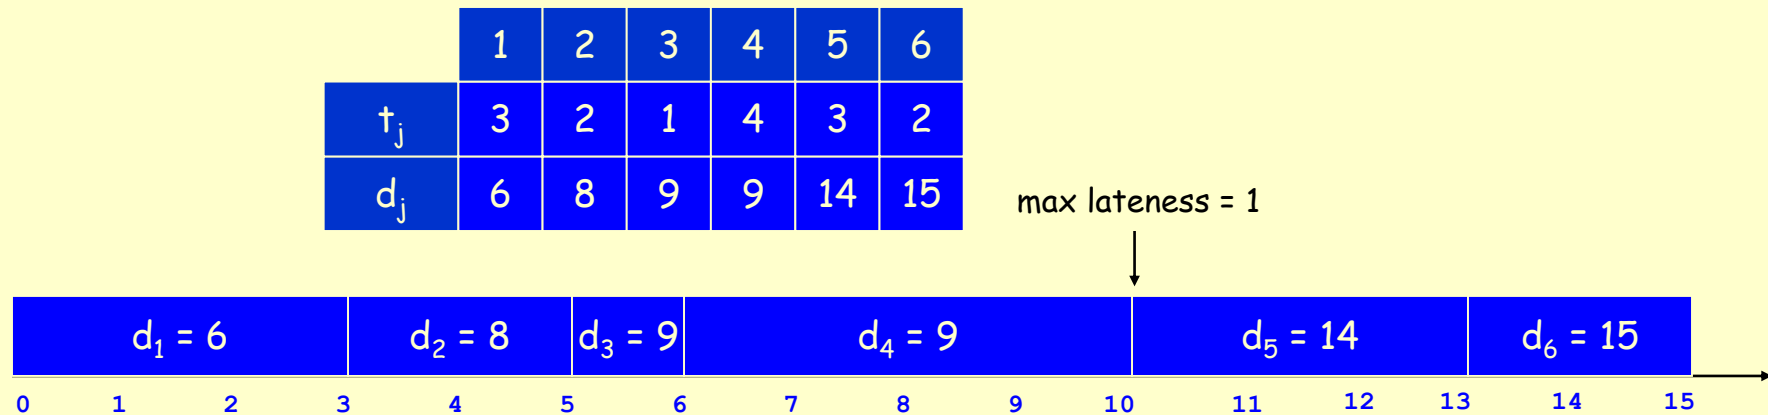 1 2 3 4 5 6
tj 3 2 1 4 3 2
dj 6 8 9 9 14 15
max lateness = 1
d1 = 6 d2 = 8 d3 = 9 d4 = 9 d5 = 14 d6 = 15
0 1 2 3 4 5 6 7 8 9 10 11 12 13 14 15